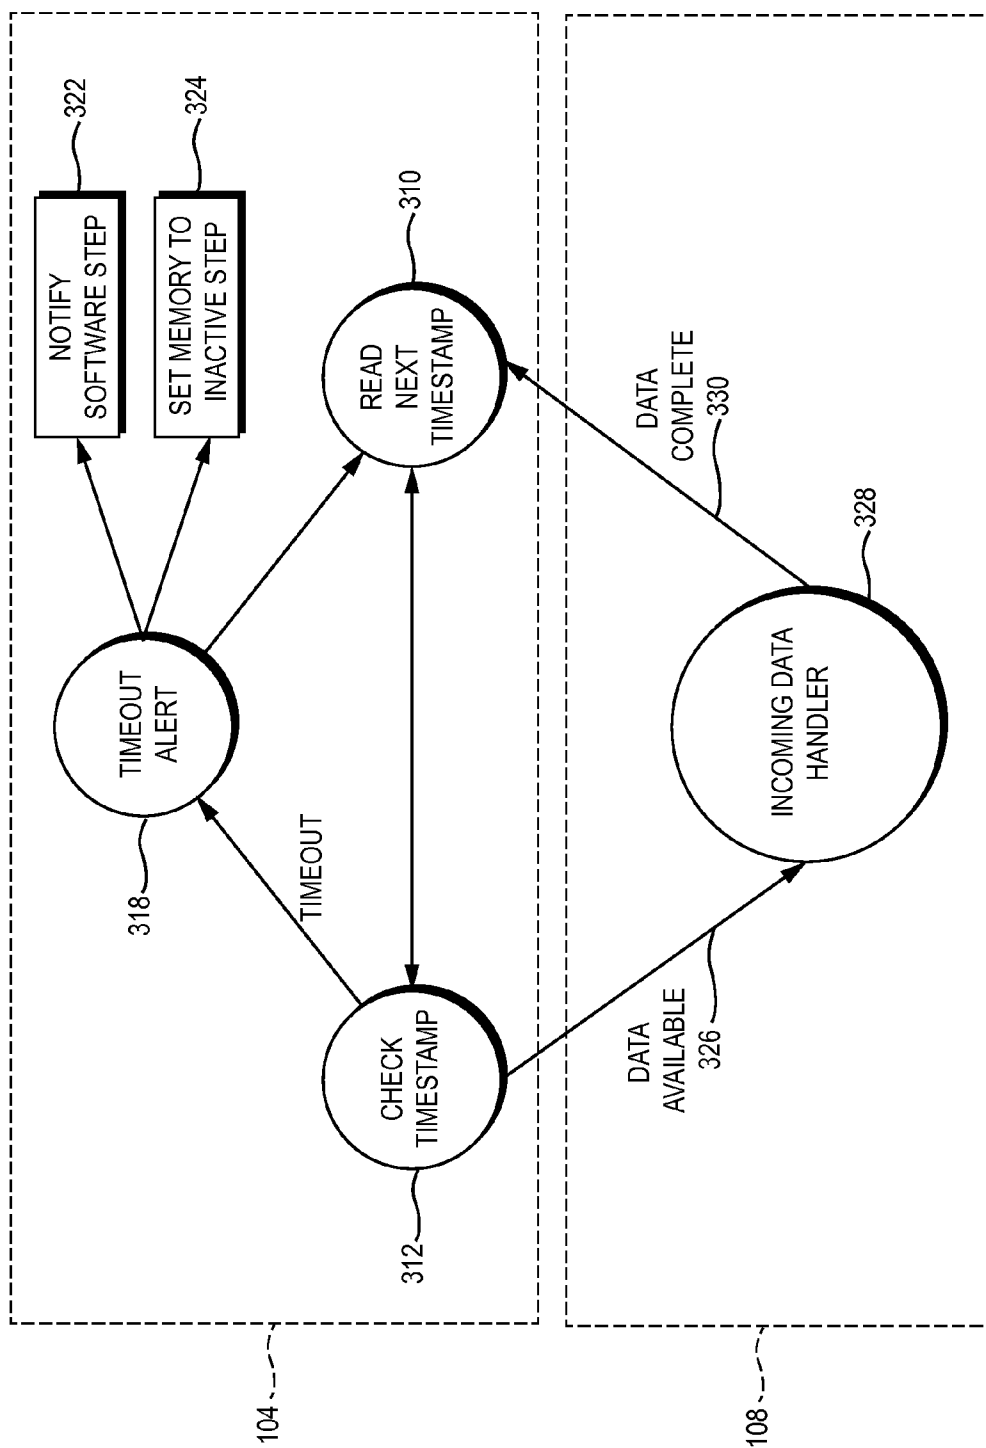 322
NOTIFY
SOFTWARE STEP
324
SET MEMORY TO
INACTIVE STEP
TIMEOUT
ALERT
318
TIMEOUT
310
READ
NEXT
TIMESTAMP
CHECK
TIMESTAMP
312
104
DATA
COMPLETE
330
328
INCOMING DATA
HANDLER
DATA
AVAILABLE
326
108